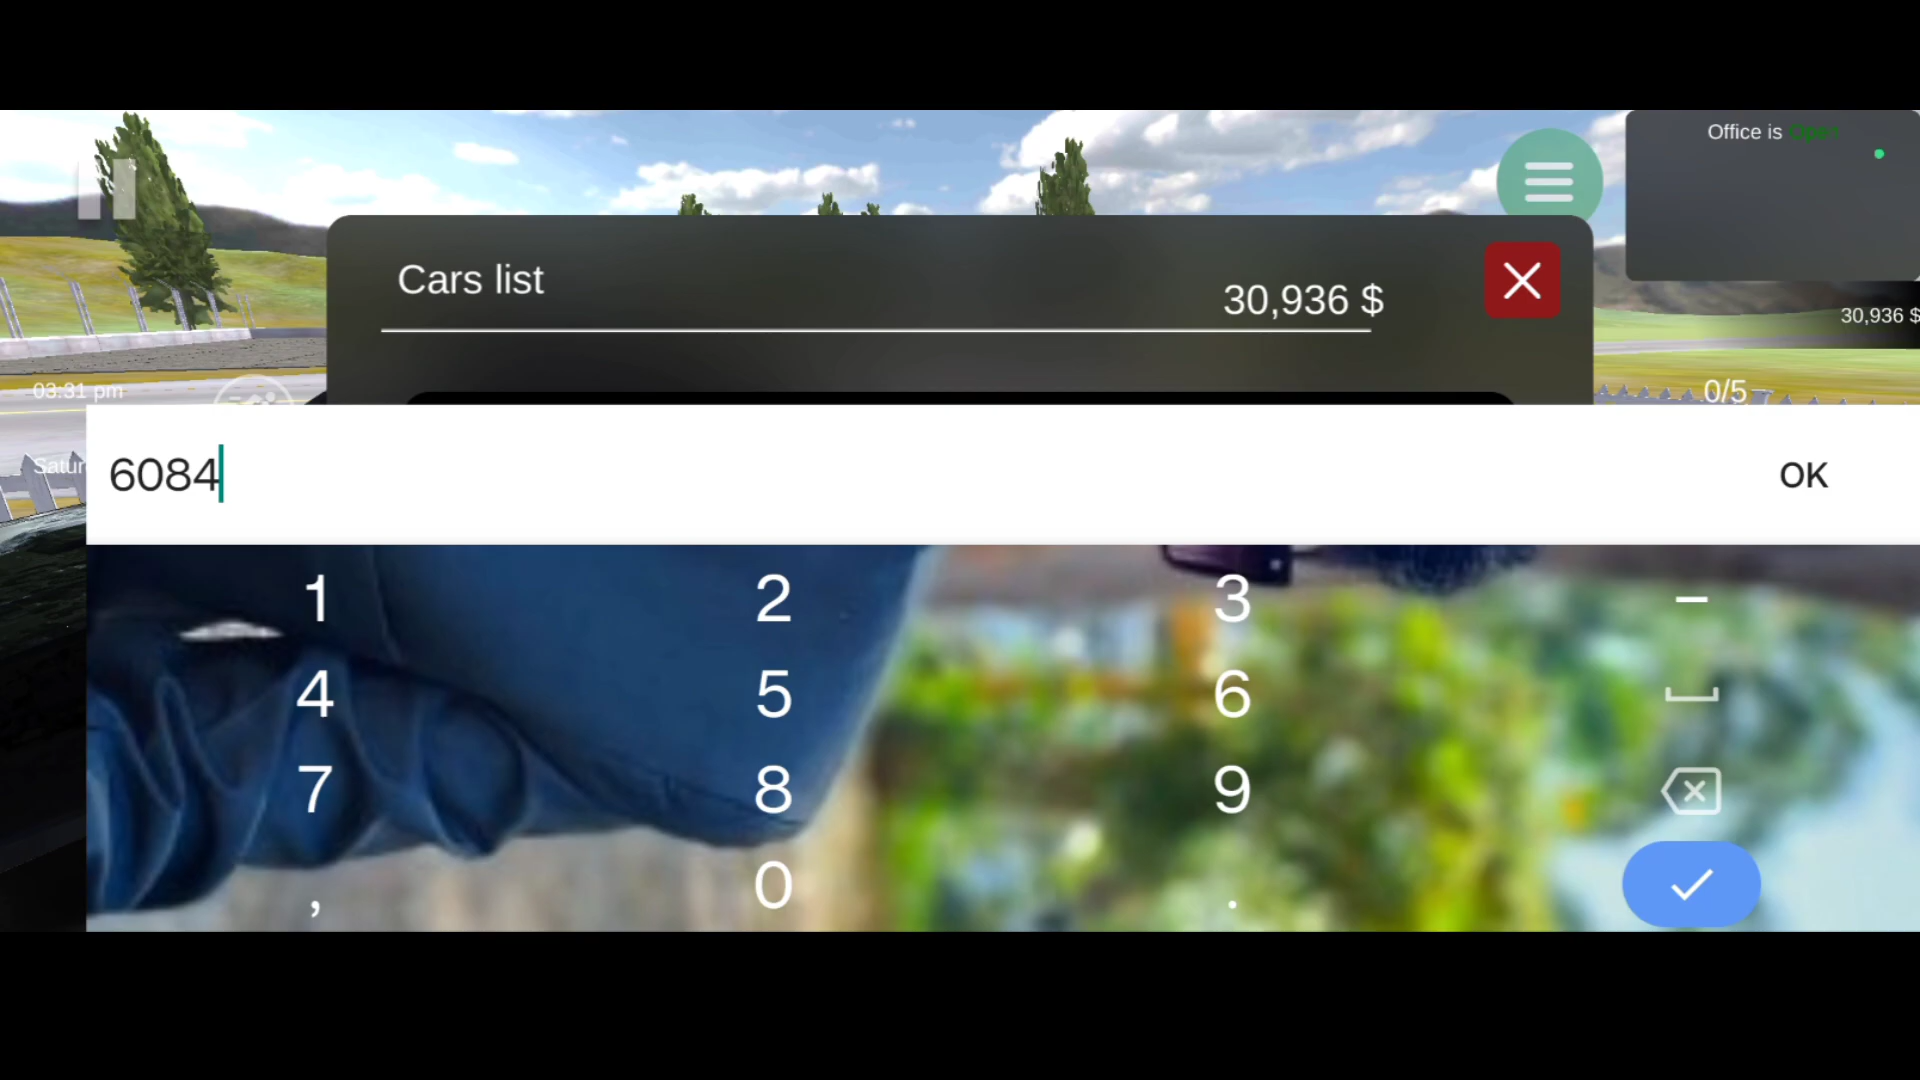 Office is Open
Cars list
30,936 $
30,936 $
03:31 pm
0/5
Satur
6084
OK
1 2 3 –
4 5 6
7 8 9
, 0 .